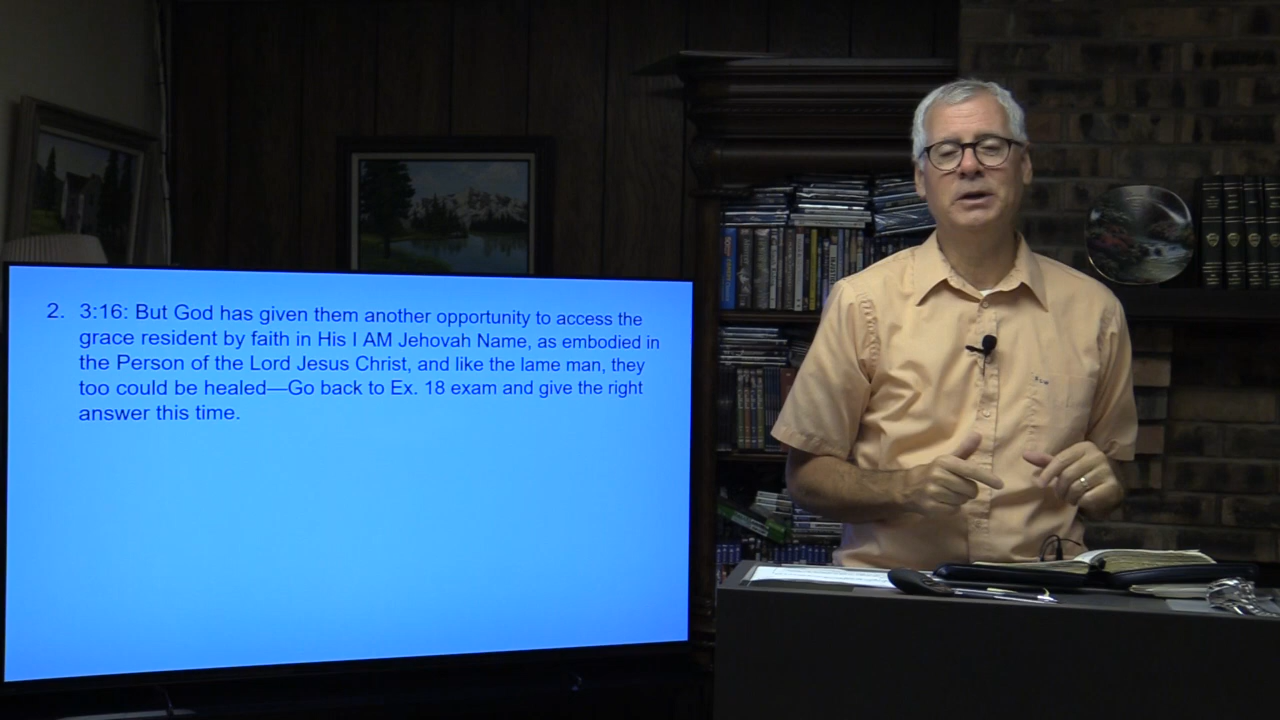 2. 3:16: But God has given them another opportunity to access the
grace resident by faith in His I AM Jehovah Name, as embodied in
the Person of the Lord Jesus Christ, and like the lame man, they
too could be healed—Go back to Ex. 18 exam and give the right
answer this time.